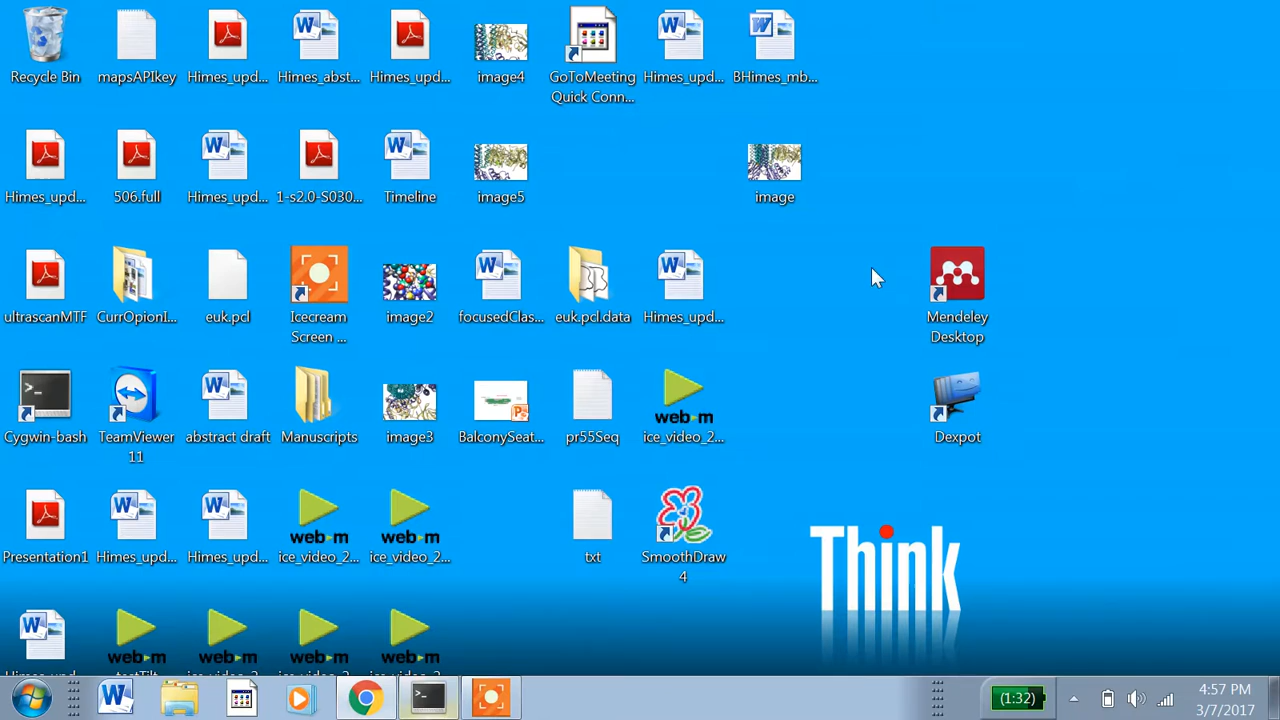 Recycle Bin
mapsAPIkey
Himes_upd...
Himes_abst...
Himes_upd...
image4
GoToMeeting
Quick Conn...
Himes_upd...
BHimes_mb...
Himes_upd...
506.full
Himes_upd...
1-s2.0-S030...
Timeline
image5
image
ultrascanMTF
CurrOpionI...
euk.pcl
Icecream
Screen ...
image2
focusedClas...
euk.pcl.data
Himes_upd...
Mendeley
Desktop
Cygwin-bash
TeamViewer
11
abstract draft
Manuscripts
image3
BalconySeat...
pr55Seq
web-m
ice_video_2...
Dexpot
Presentation1
Himes_upd...
Himes_upd...
web-m
ice_video_2...
web-m
ice_video_2...
txt
SmoothDraw
4
Think
web-m
web-m
web-m
web-m
(1:32)
4:57 PM
3/7/2017